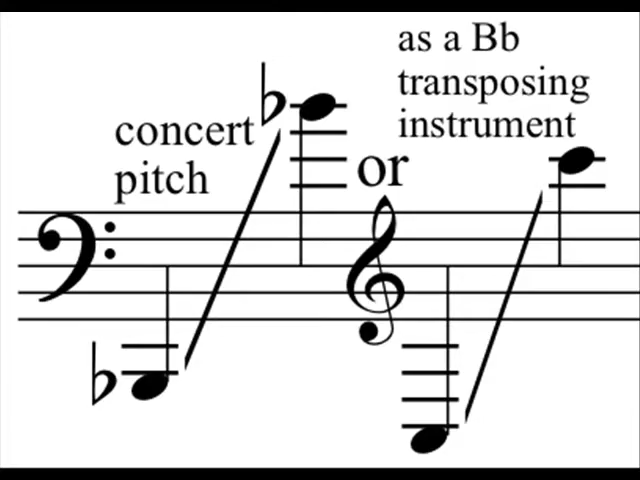 concert
pitch
or
as a Bb
transposing
instrument